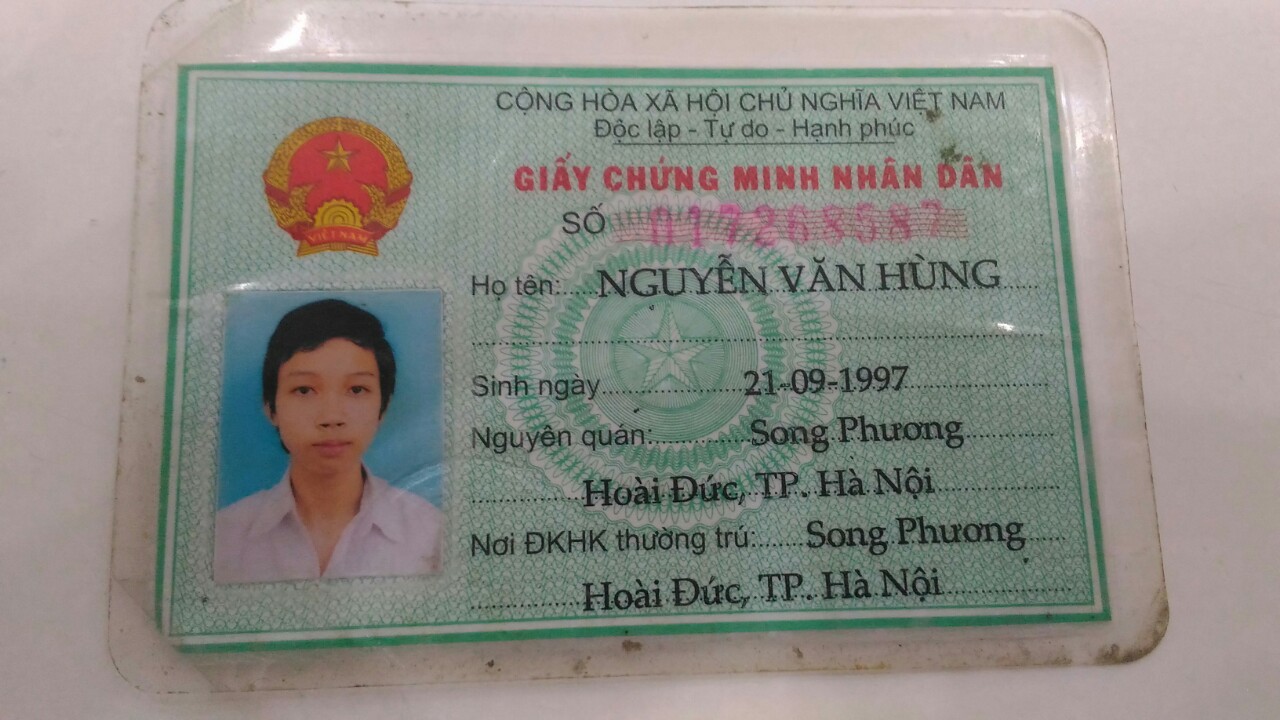 CỘNG HÒA XÃ HỘI CHỦ NGHĨA VIỆT NAM
Độc lập - Tự do - Hạnh phúc
GIẤY CHỨNG MINH NHÂN DÂN
SỐ
VIỆT NAM
Họ tên: NGUYỄN VĂN HÙNG
Sinh ngày 21-09-1997
Nguyên quán: Song Phương
Hoài Đức, TP. Hà Nội
Nơi ĐKHK thường trú: Song Phương
Hoài Đức, TP. Hà Nội